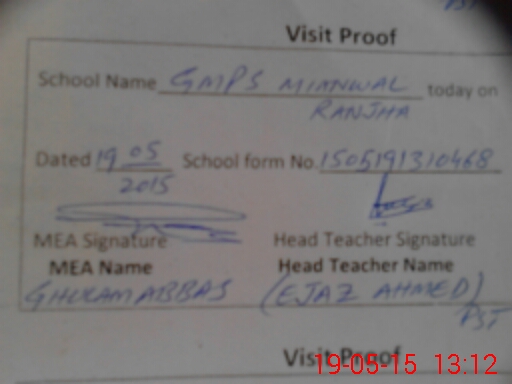 PST
Visit Proof
School Name GMPS MIANWAL today on
RANJHA
Dated 19 05 School form No. 1505191310468
2015
MEA Signature Head Teacher Signature
MEA Name Head Teacher Name
GHULAM ABBAS (EJAZ AHMED)
PST
Visit Proof
19-05-15 13:12